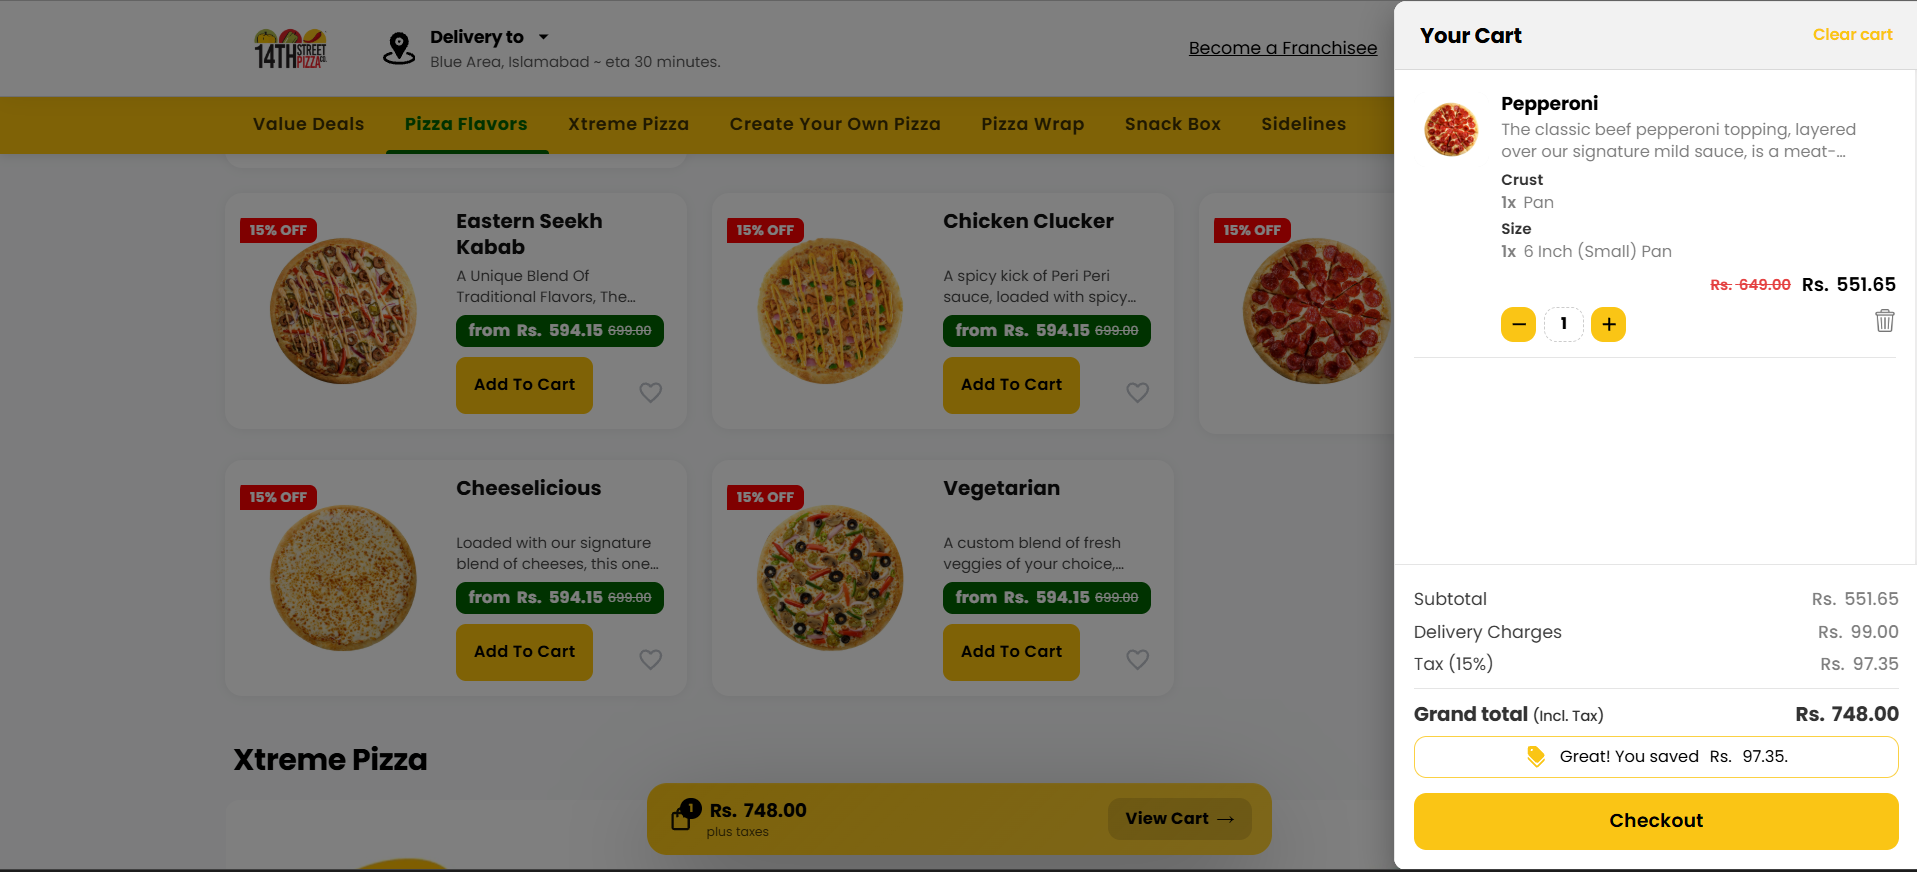 14TH STREET PIZZA CO.
Delivery to
Blue Area, Islamabad ~ eta 30 minutes.
Become a Franchisee
Value Deals
Pizza Flavors
Xtreme Pizza
Create Your Own Pizza
Pizza Wrap
Snack Box
Sidelines
15% OFF
Eastern Seekh
Kabab
A Unique Blend Of
Traditional Flavors, The...
from Rs. 594.15 699.00
Add To Cart
15% OFF
Chicken Clucker
A spicy kick of Peri Peri
sauce, loaded with spicy...
from Rs. 594.15 699.00
Add To Cart
15% OFF
15% OFF
Cheeselicious
Loaded with our signature
blend of cheeses, this one...
from Rs. 594.15 699.00
Add To Cart
15% OFF
Vegetarian
A custom blend of fresh
veggies of your choice,...
from Rs. 594.15 699.00
Add To Cart
Xtreme Pizza
1
Rs. 748.00
plus taxes
View Cart →
Your Cart
Clear cart
Pepperoni
The classic beef pepperoni topping, layered
over our signature mild sauce, is a meat-...
Crust
1x Pan
Size
1x 6 Inch (Small) Pan
Rs. 649.00 Rs. 551.65
− 1 +
Subtotal Rs. 551.65
Delivery Charges Rs. 99.00
Tax (15%) Rs. 97.35
Grand total (Incl. Tax) Rs. 748.00
Great! You saved Rs. 97.35.
Checkout